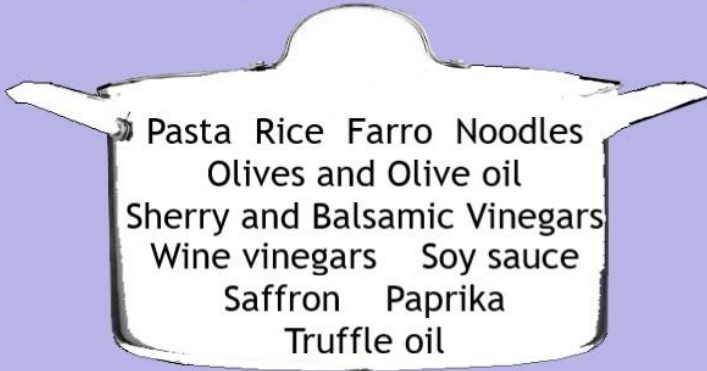 Pasta Rice Farro Noodles
Olives and Olive oil
Sherry and Balsamic Vinegars
Wine vinegars Soy sauce
Saffron Paprika
Truffle oil